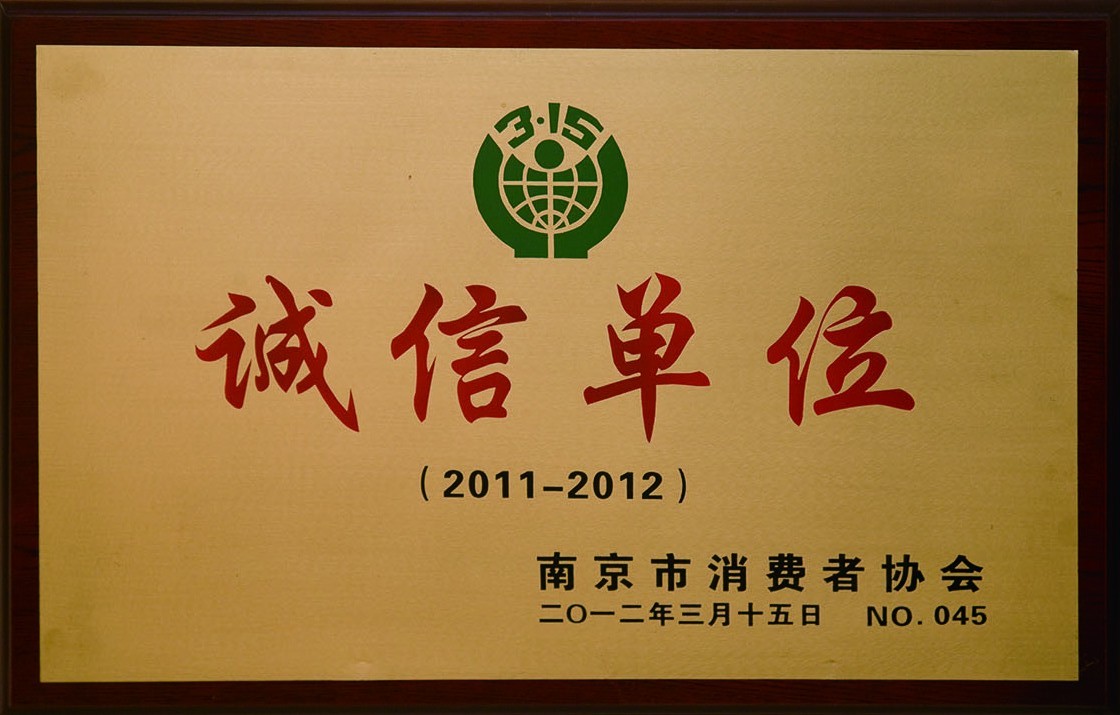 3·15
诚信单位
(2011-2012)
南京市消费者协会
二〇一二年三月十五日 NO.045